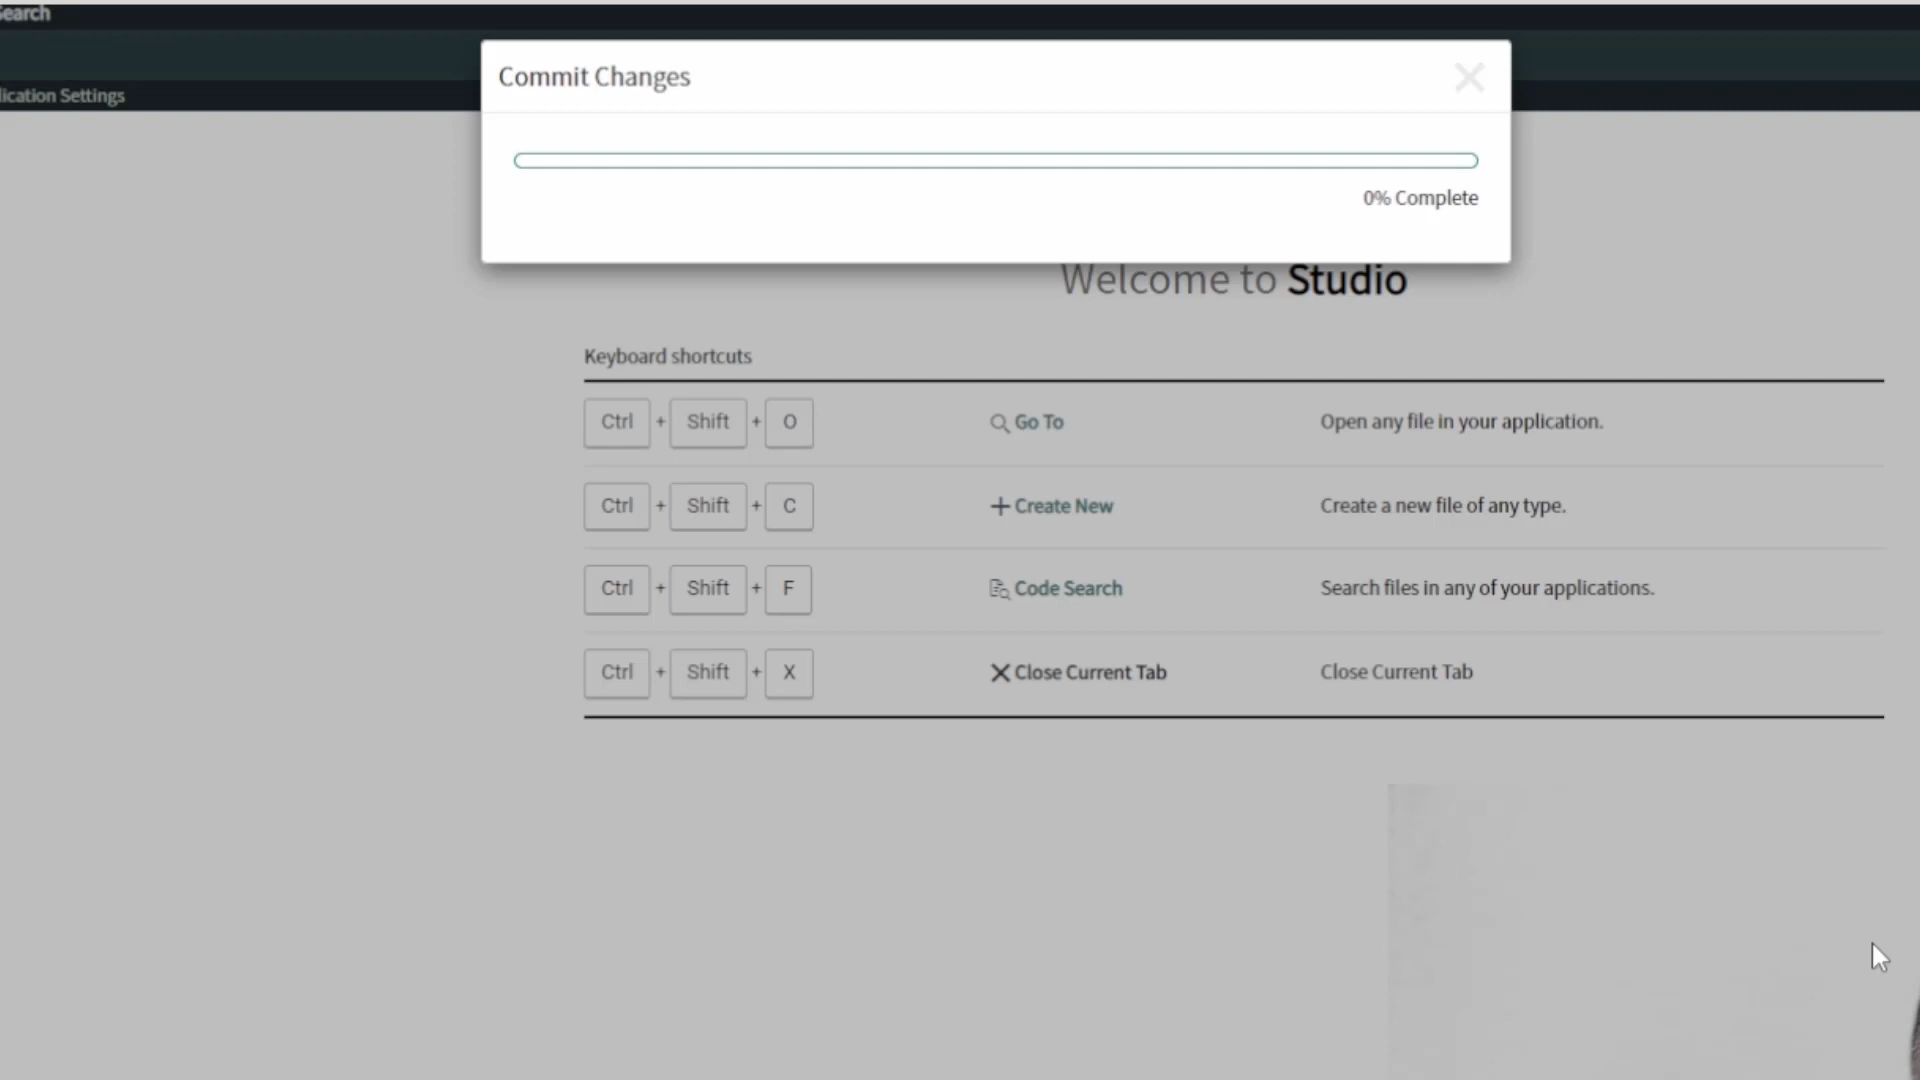 Search
lication Settings
Commit Changes
0% Complete
Welcome to Studio
Keyboard shortcuts
Ctrl + Shift + O Go To Open any file in your application.
Ctrl + Shift + C Create New Create a new file of any type.
Ctrl + Shift + F Code Search Search files in any of your applications.
Ctrl + Shift + X Close Current Tab Close Current Tab